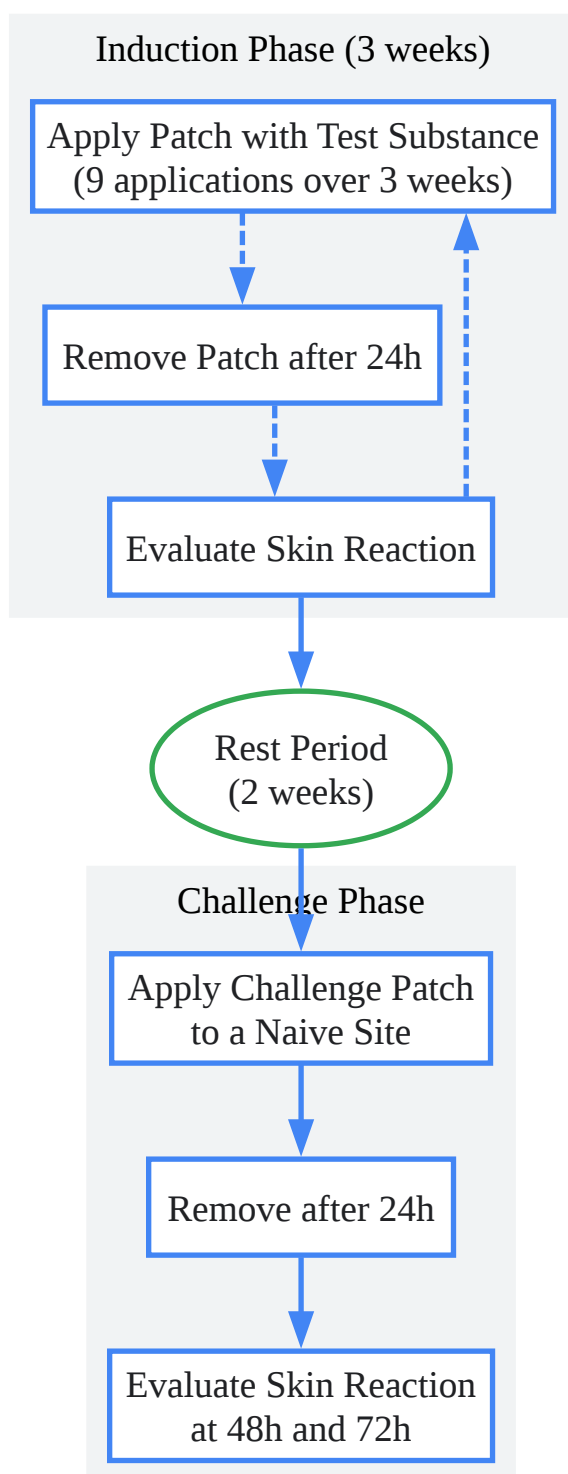 Induction Phase (3 weeks)
Apply Patch with Test Substance
(9 applications over 3 weeks)
Remove Patch after 24h
Evaluate Skin Reaction
Rest Period
(2 weeks)
Challenge Phase
Apply Challenge Patch
to a Naive Site
Remove after 24h
Evaluate Skin Reaction
at 48h and 72h